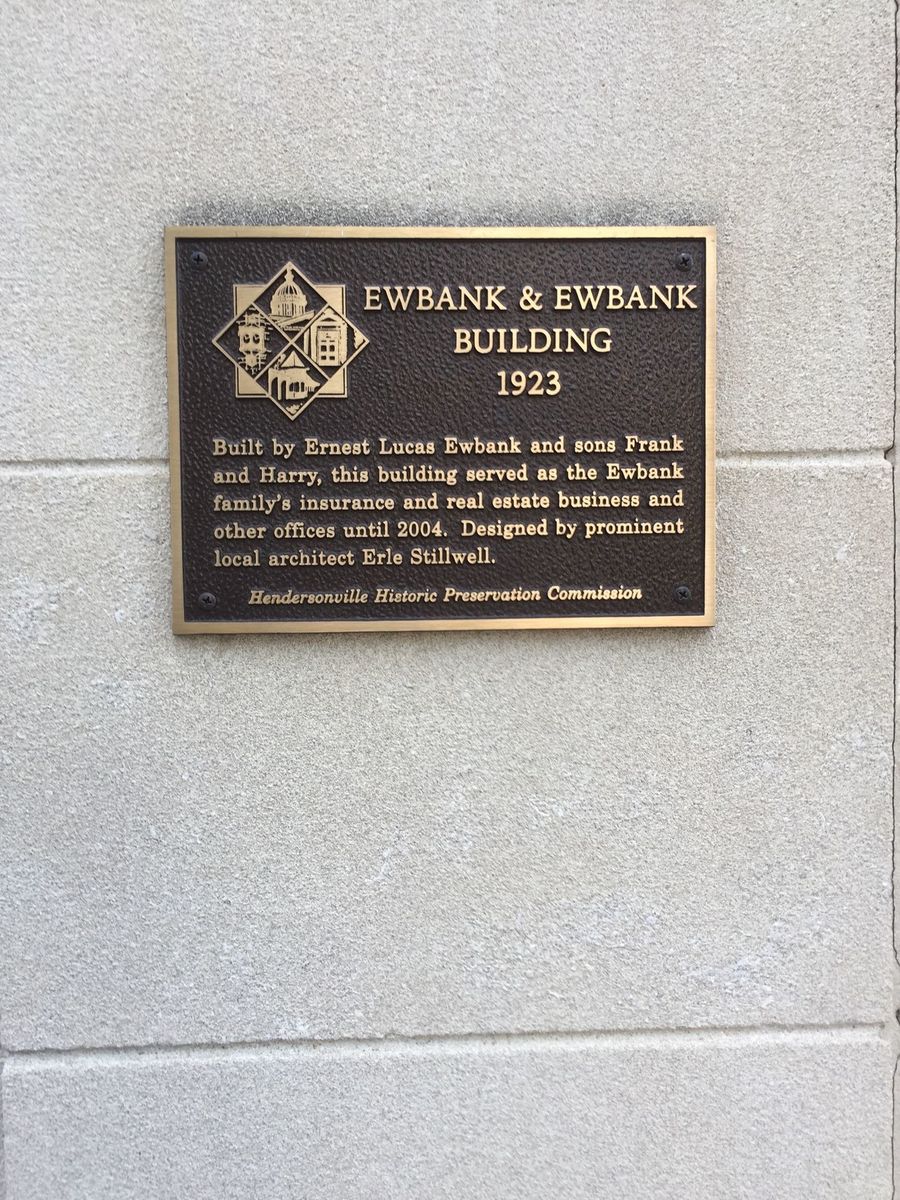 EWBANK & EWBANK
BUILDING
1923
Built by Ernest Lucas Ewbank and sons Frank
and Harry, this building served as the Ewbank
family's insurance and real estate business and
other offices until 2004. Designed by prominent
local architect Erle Stillwell.
Hendersonville Historic Preservation Commission